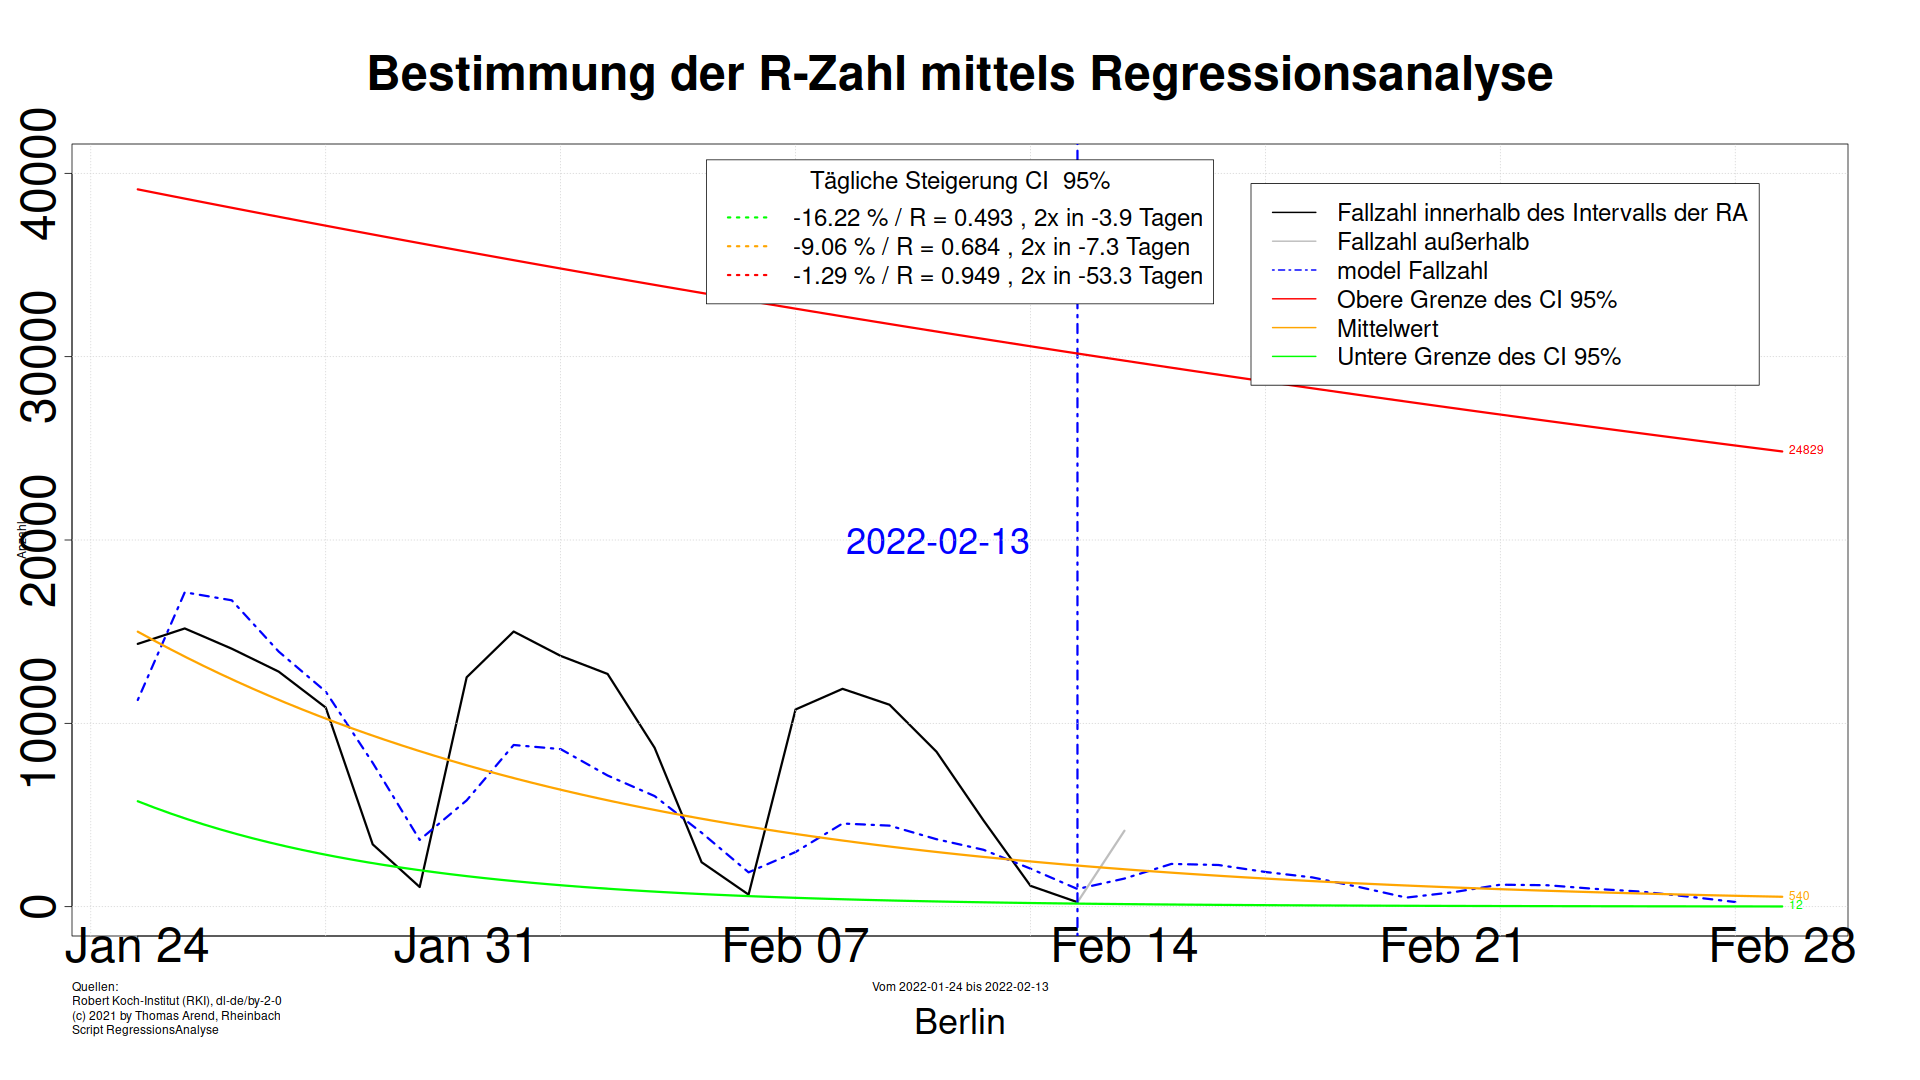 Bestimmung der R-Zahl mittels Regressionsanalyse
40000
30000
20000
10000
0
Anzahl
Tägliche Steigerung CI 95%
-16.22 % / R = 0.493 , 2x in -3.9 Tagen
-9.06 % / R = 0.684 , 2x in -7.3 Tagen
-1.29 % / R = 0.949 , 2x in -53.3 Tagen
Fallzahl innerhalb des Intervalls der RA
Fallzahl außerhalb
model Fallzahl
Obere Grenze des CI 95%
Mittelwert
Untere Grenze des CI 95%
24829
2022-02-13
540
12
Jan 24
Jan 31
Feb 07
Feb 14
Feb 21
Feb 28
Quellen:
Robert Koch-Institut (RKI), dl-de/by-2-0
(c) 2021 by Thomas Arend, Rheinbach
Script RegressionsAnalyse
Vom 2022-01-24 bis 2022-02-13
Berlin